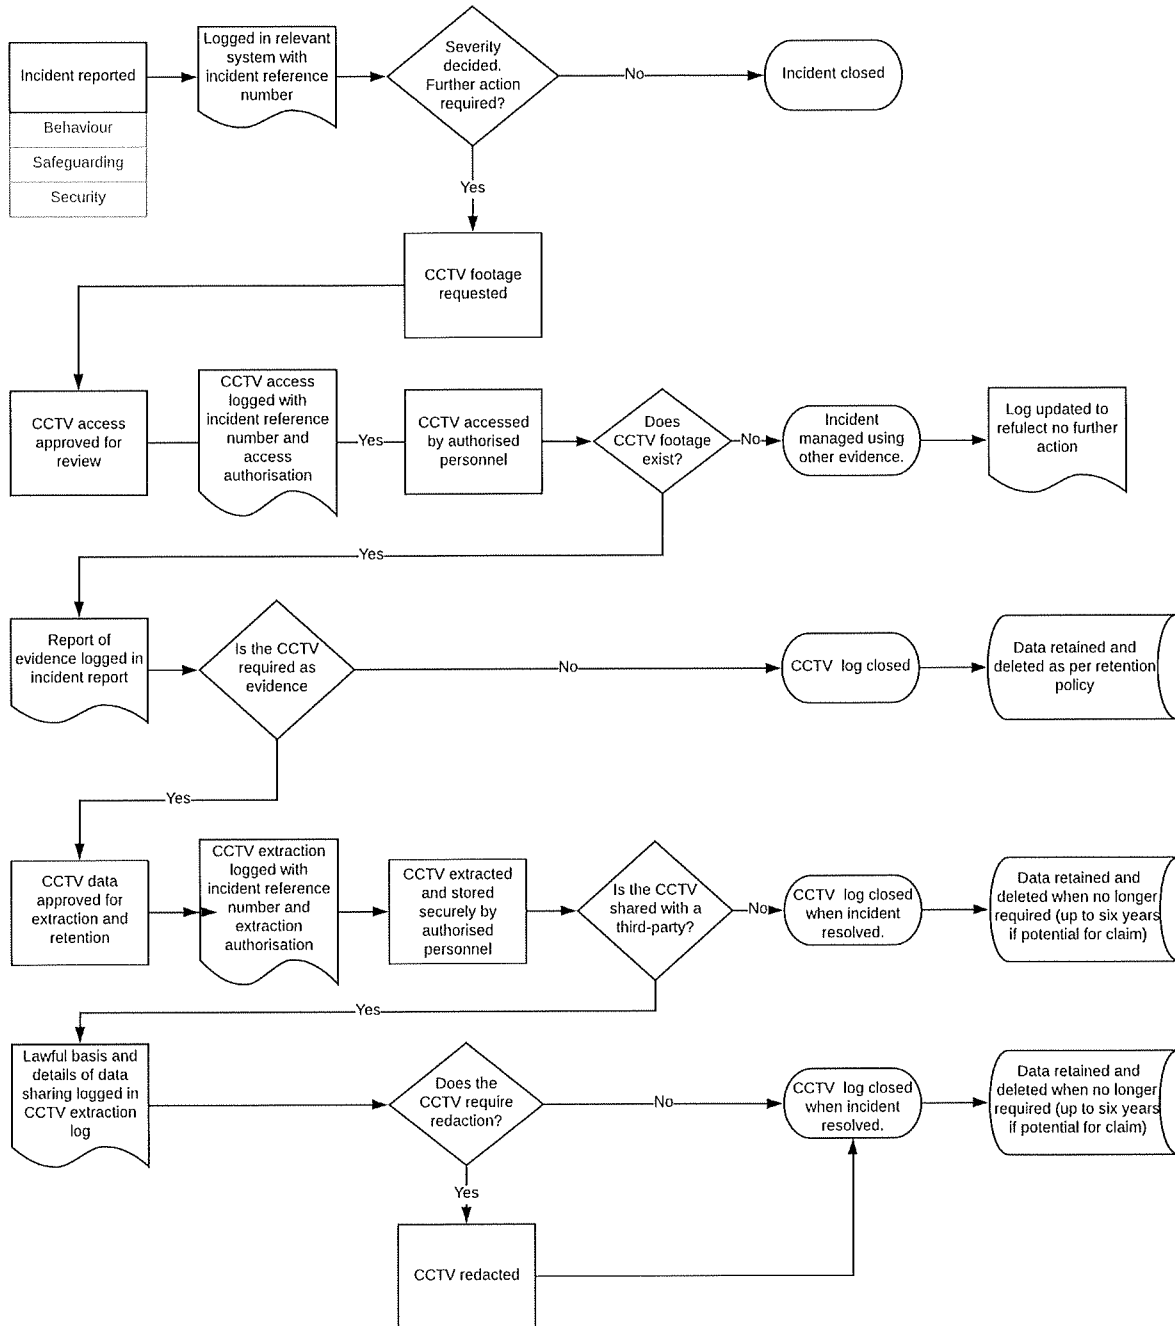 Incident reported
Behaviour
Safeguarding
Security
Logged in relevant
system with
incident reference
number
Severity
decided.
Further action
required?
No
Incident closed
Yes
CCTV footage
requested
CCTV access
approved for
review
CCTV access
logged with
incident reference
number and
access
authorisation
Yes
CCTV accessed
by authorised
personnel
Does
CCTV footage
exist?
No
Incident
managed using
other evidence.
Log updated to
refulect no further
action
Yes
Report of
evidence logged in
incident report
Is the CCTV
required as
evidence
No
CCTV log closed
Data retained and
deleted as per retention
policy
Yes
CCTV data
approved for
extraction and
retention
CCTV extraction
logged with
incident reference
number and
extraction
authorisation
CCTV extracted
and stored
securely by
authorised
personnel
Is the CCTV
shared with a
third-party?
No
CCTV log closed
when incident
resolved.
Data retained and
deleted when no longer
required (up to six years
if potential for claim)
Yes
Lawful basis and
details of data
sharing logged in
CCTV extraction
log
Does the
CCTV require
redaction?
No
CCTV log closed
when incident
resolved.
Data retained and
deleted when no longer
required (up to six years
if potential for claim)
Yes
CCTV redacted